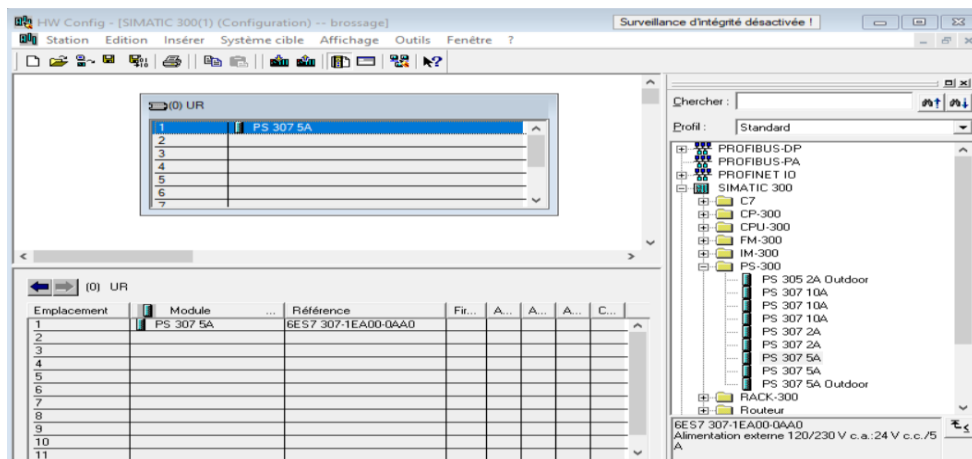 HW Config - [SIMATIC 300(1) (Configuration) -- brossage]
Surveillance d'intégrité désactivée !
Station Edition Insérer Système cible Affichage Outils Fenêtre ?
(0) UR
1 PS 307 5A
2
3
4
5
6
7
(0) UR
Emplacement Module ... Référence Fir... A... A... A... C...
1 PS 307 5A 6ES7 307-1EA00-0AA0
2
3
4
5
6
7
8
9
10
11
Chercher :
Profil : Standard
PROFIBUS-DP
PROFIBUS-PA
PROFINET IO
SIMATIC 300
C7
CP-300
CPU-300
FM-300
IM-300
PS-300
PS 305 2A Outdoor
PS 307 10A
PS 307 10A
PS 307 10A
PS 307 2A
PS 307 2A
PS 307 5A
PS 307 5A
PS 307 5A Outdoor
RACK-300
Routeur
6ES7 307-1EA00-0AA0
Alimentation externe 120/230 V c.a.:24 V c.c./5
A